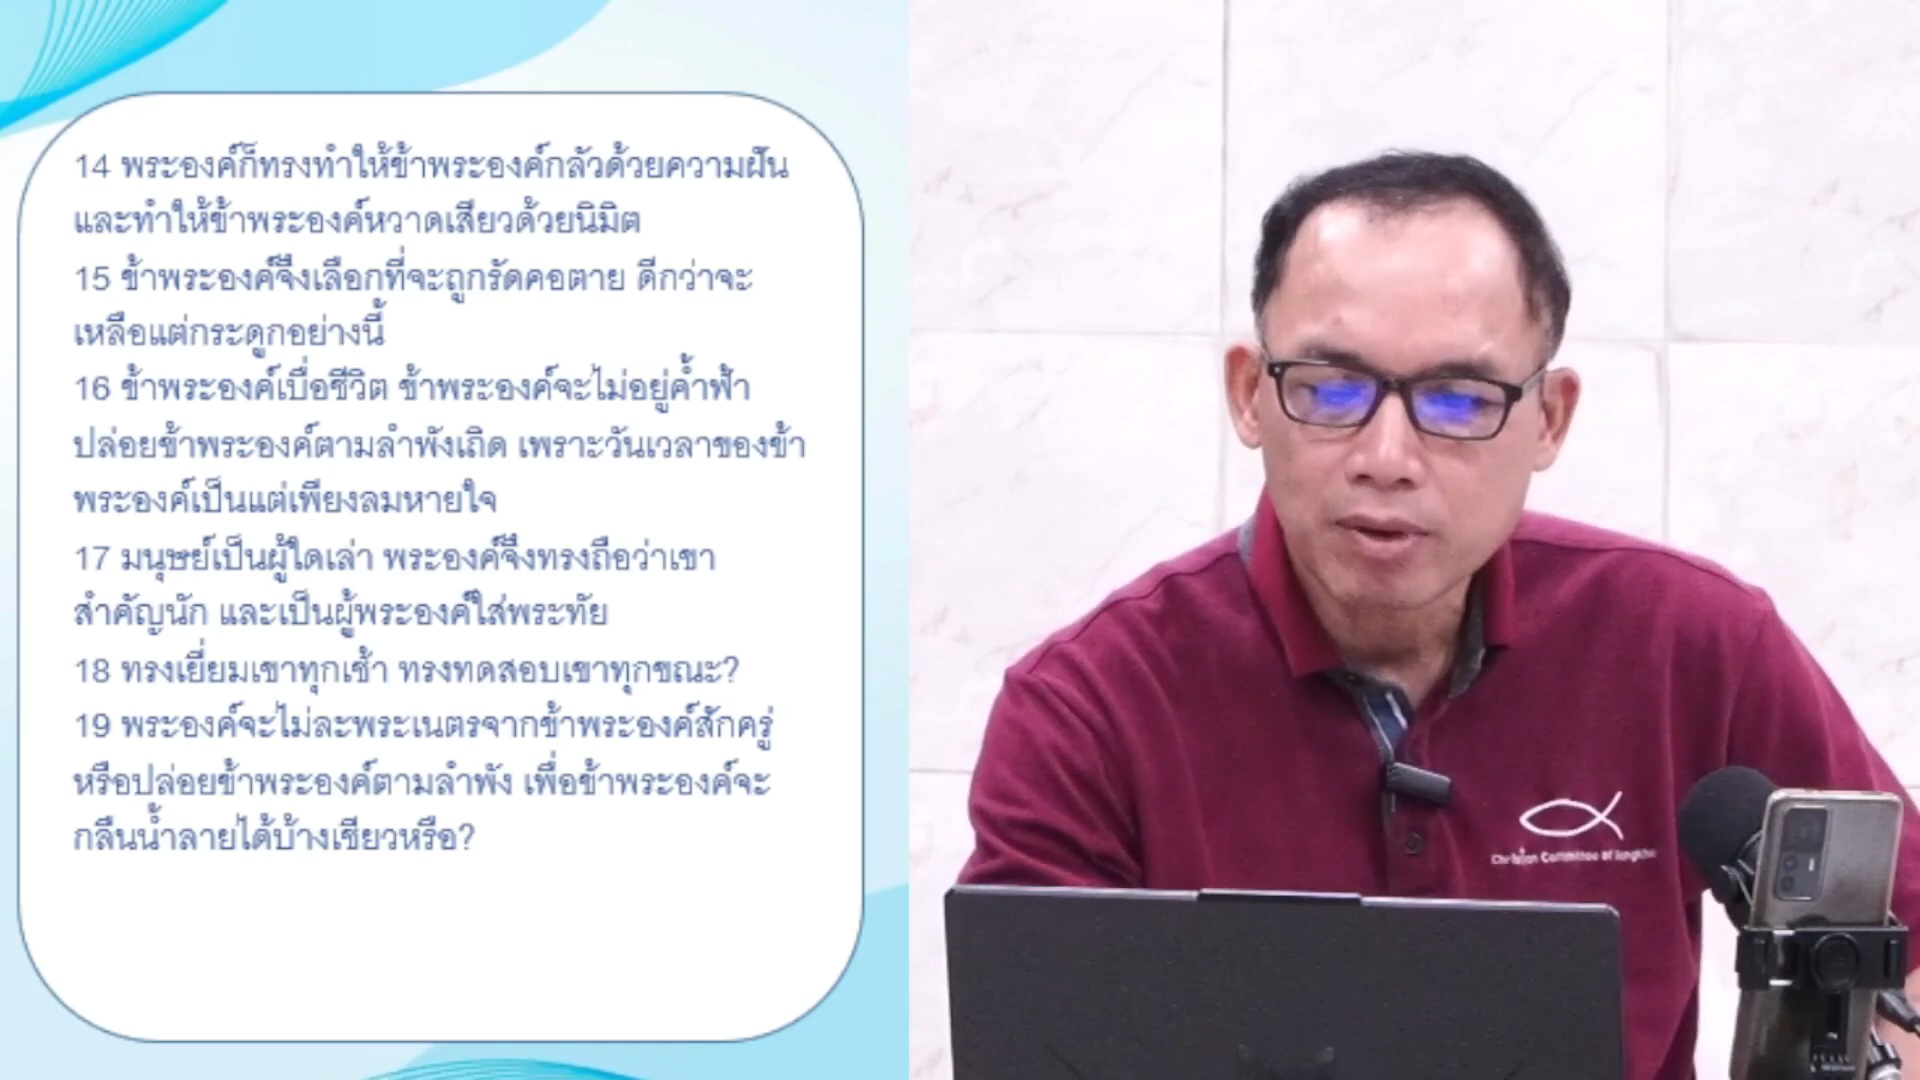 14 พระองค์ก็ทรงทำให้ข้าพระองค์กลัวด้วยความฝัน
และทำให้ข้าพระองค์หวาดเสียวด้วยนิมิต
15 ข้าพระองค์จึงเลือกที่จะถูกรัดคอตาย ดีกว่าจะ
เหลือแต่กระดูกอย่างนี้
16 ข้าพระองค์เบื่อชีวิต ข้าพระองค์จะไม่อยู่ค้ำฟ้า
ปล่อยข้าพระองค์ตามลำพังเถิด เพราะวันเวลาของข้า
พระองค์เป็นแต่เพียงลมหายใจ
17 มนุษย์เป็นผู้ใดเล่า พระองค์จึงทรงถือว่าเขา
สำคัญนัก และเป็นผู้พระองค์ใส่พระทัย
18 ทรงเยี่ยมเขาทุกเช้า ทรงทดสอบเขาทุกขณะ?
19 พระองค์จะไม่ละพระเนตรจากข้าพระองค์สักครู่
หรือปล่อยข้าพระองค์ตามลำพัง เพื่อข้าพระองค์จะ
กลืนน้ำลายได้บ้างเชียวหรือ?
Christian Committee of